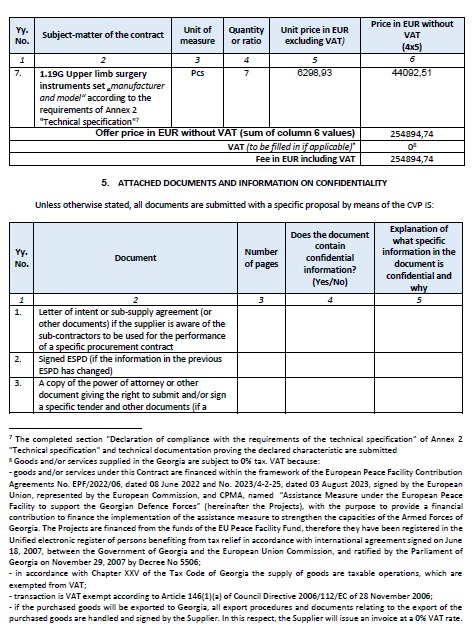 Yy. No. Subject-matter of the contract Unit of measure Quantity or ratio Unit price in EUR excluding VAT) Price in EUR without VAT (4x5)
1 2 3 4 5 6
7. 1.19G Upper limb surgery Pcs 7 6298,93 44092,51
instruments set „manufacturer
and model“ according to the
requirements of Annex 2
"Technical specification"⁷
Offer price in EUR without VAT (sum of column 6 values) 254894,74
VAT (to be filled in if applicable)* 0⁸
Fee in EUR including VAT 254894,74
5. ATTACHED DOCUMENTS AND INFORMATION ON CONFIDENTIALITY
Unless otherwise stated, all documents are submitted with a specific proposal by means of the CVP IS:
Yy. No. Document Number of pages Does the document contain confidential information? (Yes/No) Explanation of what specific information in the document is confidential and why
1 2 3 4 5
1. Letter of intent or sub-supply agreement (or
other documents) if the supplier is aware of the
sub-contractors to be used for the performance
of a specific procurement contract
2. Signed ESPD (if the information in the previous
ESPD has changed)
3. A copy of the power of attorney or other
document giving the right to submit and/or sign
a specific tender and other documents (if a
⁷ The completed section "Declaration of compliance with the requirements of the technical specification" of Annex 2
"Technical specification" and technical documentation proving the declared characteristic are submitted
⁸ Goods and/or services supplied in the Georgia are subject to 0% tax. VAT because:
- goods and/or services under this Contract are financed within the framework of the European Peace Facility Contribution
Agreements No. EPF/2022/06, dated 08 June 2022 and No. 2023/4-2-25, dated 03 August 2023, signed by the European
Union, represented by the European Commission, and CPMA, named “Assistance Measure under the European Peace
Facility to support the Georgian Defence Forces” (hereinafter the Projects), with the purpose to provide a financial
contribution to finance the implementation of the assistance measure to strengthen the capacities of the Armed Forces of
Georgia. The Projects are financed from the funds of the EU Peace Facility Fund, therefore they have been registered in the
Unified electronic register of persons benefiting from tax relief in accordance with international agreement signed on June
18, 2007, between the Government of Georgia and the European Union Commission, and ratified by the Parliament of
Georgia on November 29, 2007 by Decree No 5506;
- in accordance with Chapter XXV of the Tax Code of Georgia the supply of goods are taxable operations, which are
exempted from VAT;
- transaction is VAT exempt according to Article 146(1)(a) of Council Directive 2006/112/EC of 28 November 2006;
- if the purchased goods will be exported to Georgia, all export procedures and documents relating to the export of the
purchased goods are handled and signed by the Supplier. In this respect, the Supplier will issue an invoice at a 0% VAT rate.